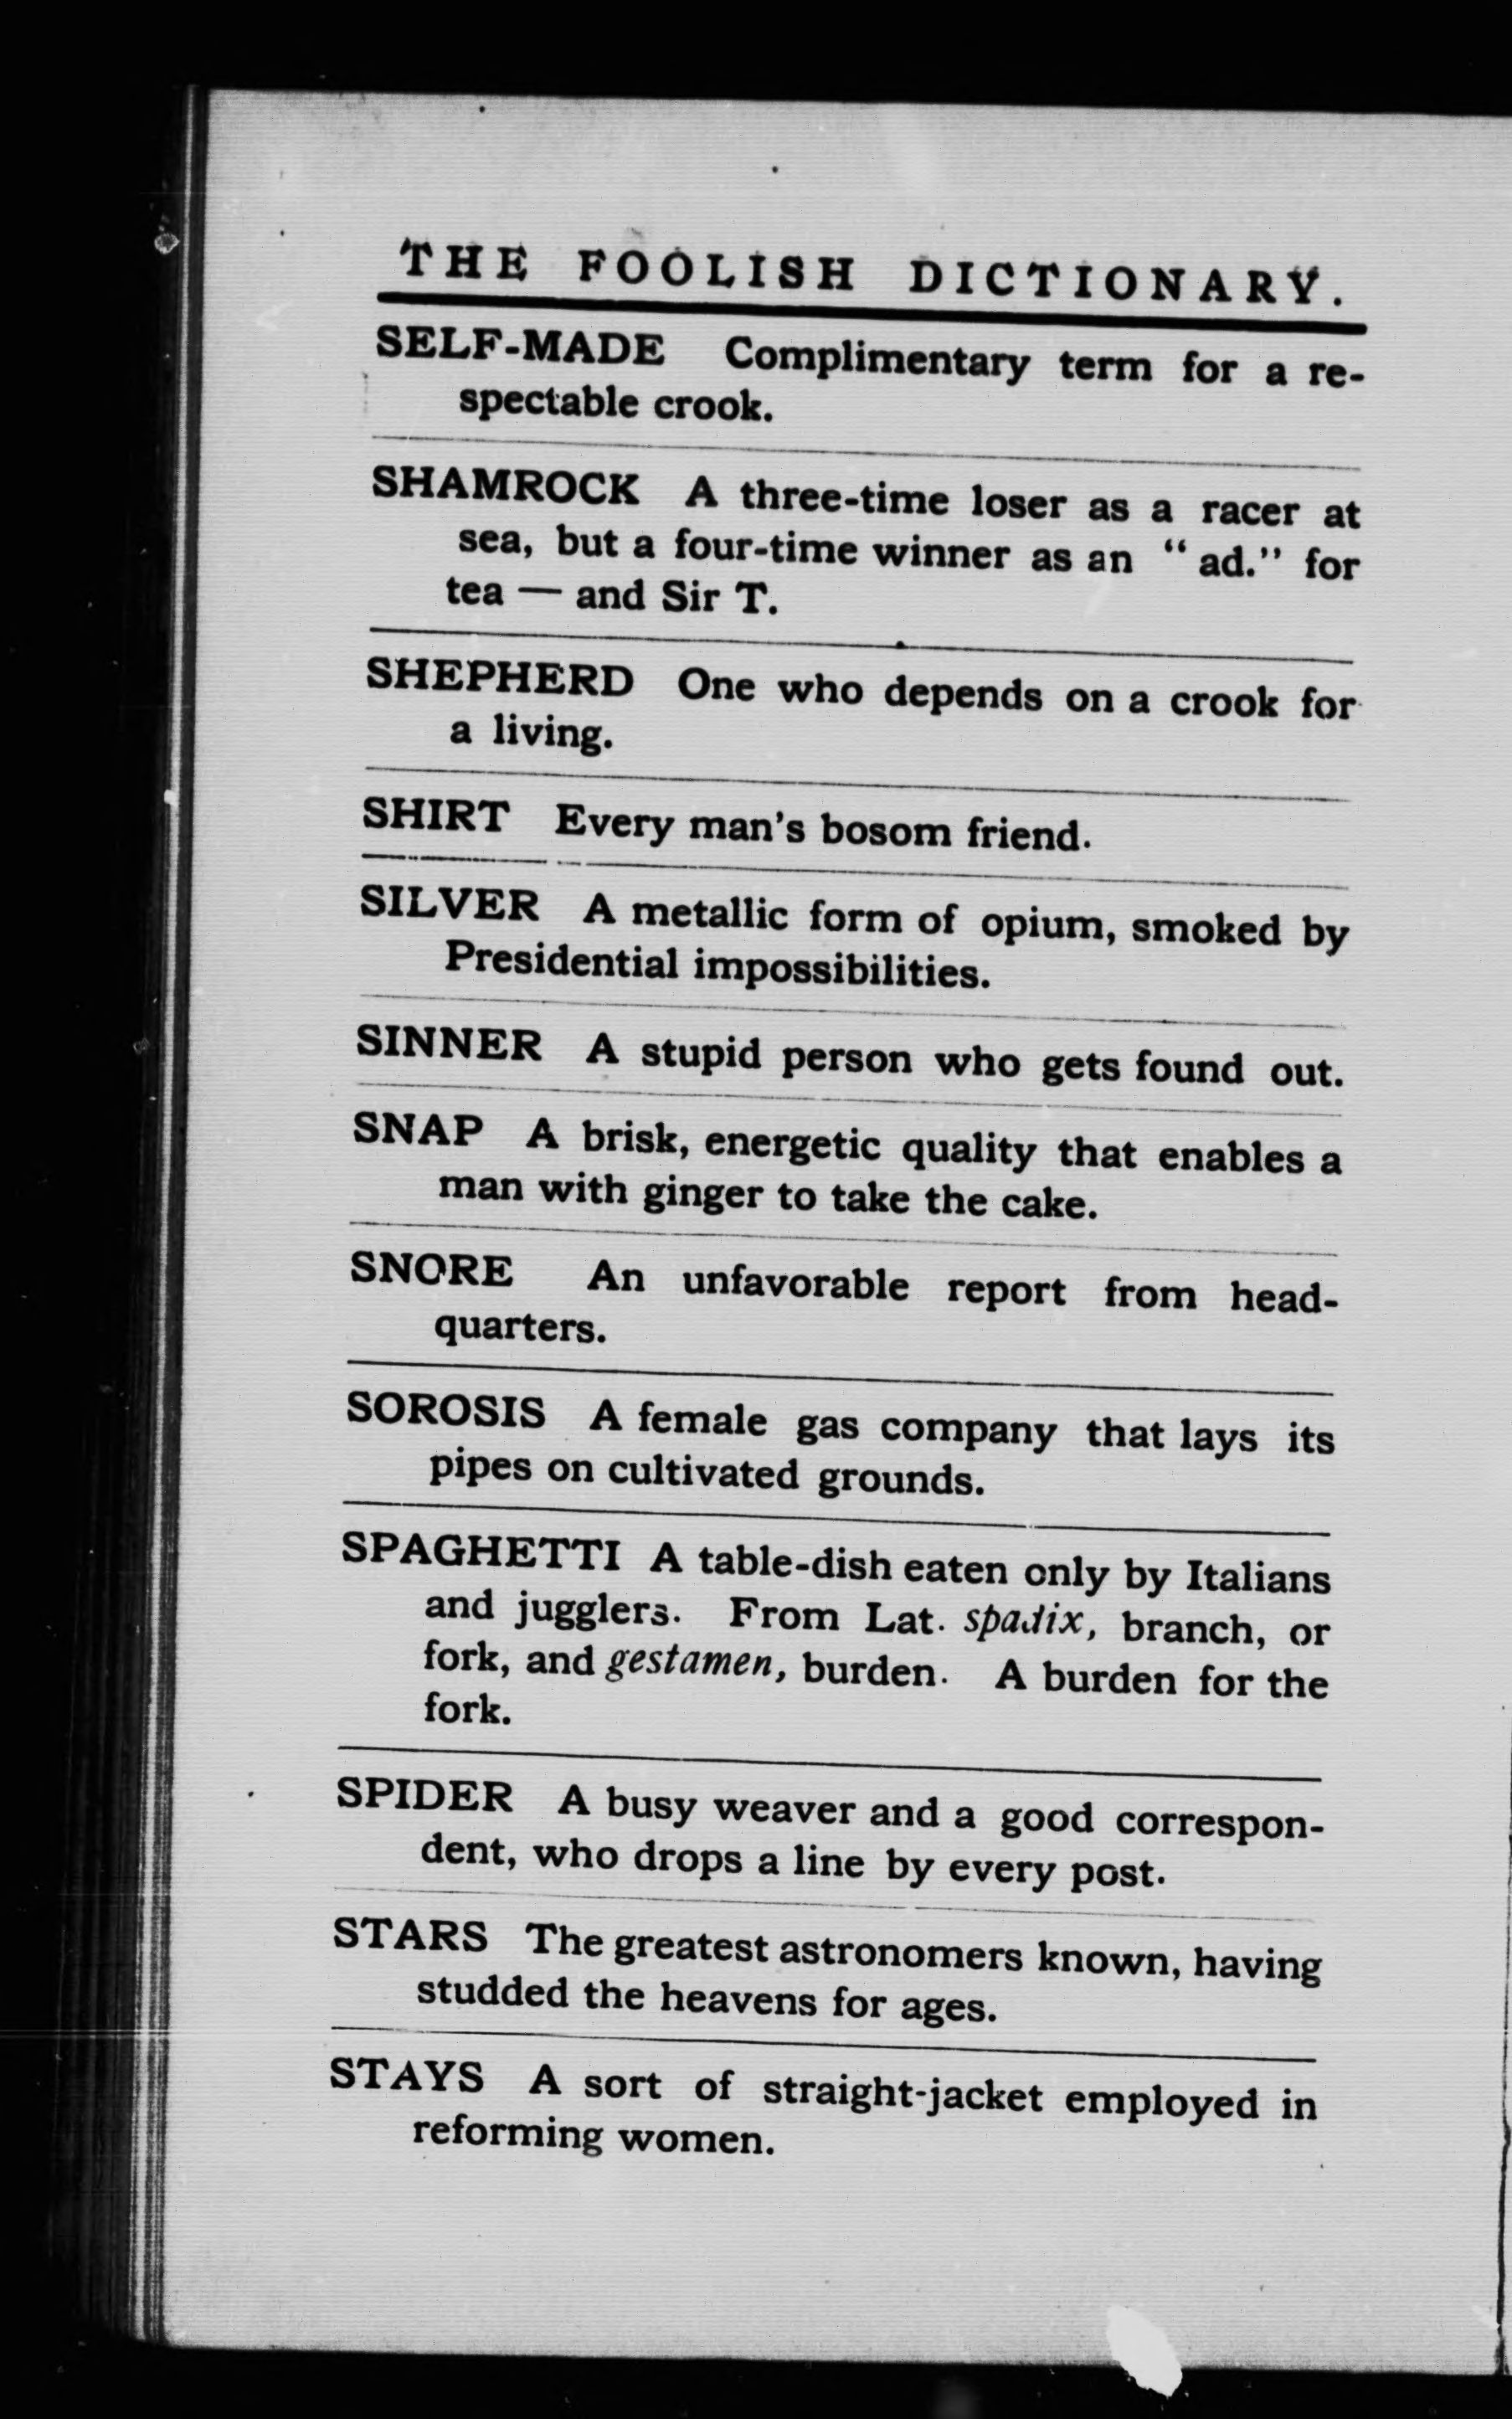 THE FOOLISH DICTIONARY.
SELF-MADE Complimentary term for a re-
spectable crook.
SHAMROCK A three-time loser as a racer at
sea, but a four-time winner as an “ad.” for
tea — and Sir T.
SHEPHERD One who depends on a crook for
a living.
SHIRT Every man's bosom friend.
SILVER A metallic form of opium, smoked by
Presidential impossibilities.
SINNER A stupid person who gets found out.
SNAP A brisk, energetic quality that enables a
man with ginger to take the cake.
SNORE An unfavorable report from head-
quarters.
SOROSIS A female gas company that lays its
pipes on cultivated grounds.
SPAGHETTI A table-dish eaten only by Italians
and jugglers. From Lat. spadix, branch, or
fork, and gestamen, burden. A burden for the
fork.
SPIDER A busy weaver and a good correspon-
dent, who drops a line by every post.
STARS The greatest astronomers known, having
studded the heavens for ages.
STAYS A sort of straight-jacket employed in
reforming women.